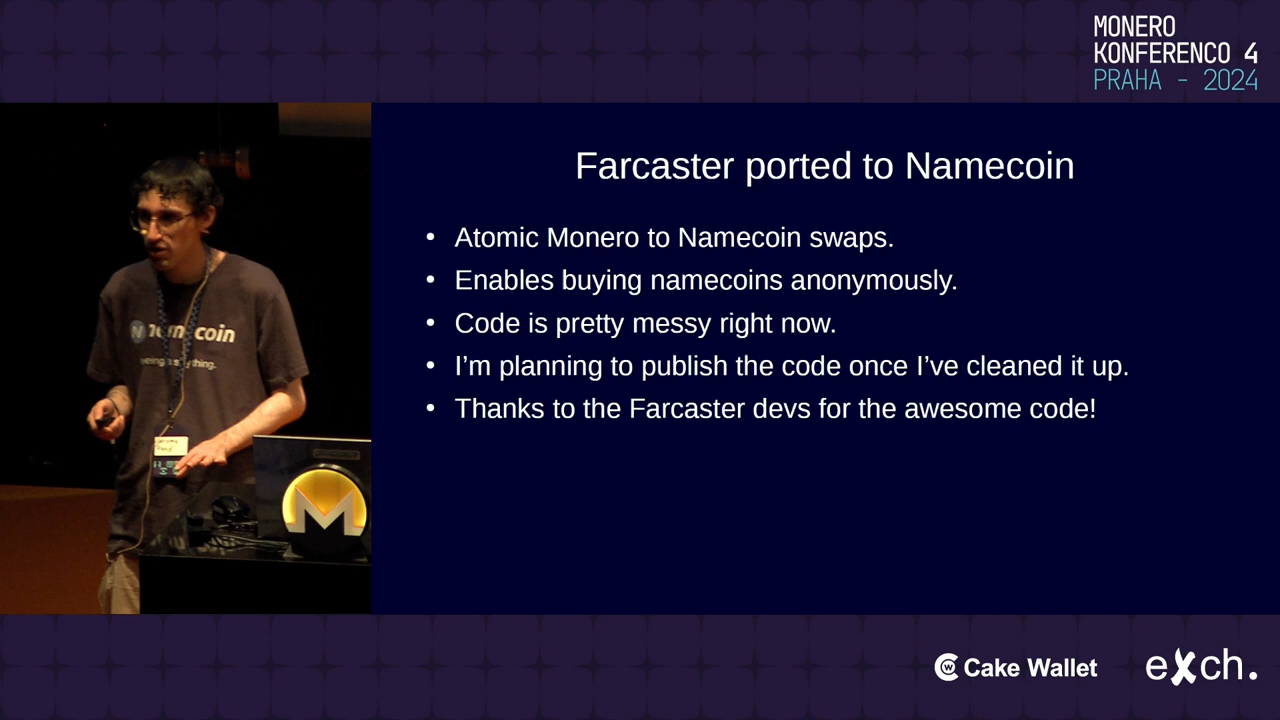 MONERO
KONFERENCO 4
PRAHA - 2024
Farcaster ported to Namecoin
• Atomic Monero to Namecoin swaps.
• Enables buying namecoins anonymously.
• Code is pretty messy right now.
• I’m planning to publish the code once I’ve cleaned it up.
• Thanks to the Farcaster devs for the awesome code!
namecoin
Cake Wallet
eXch.